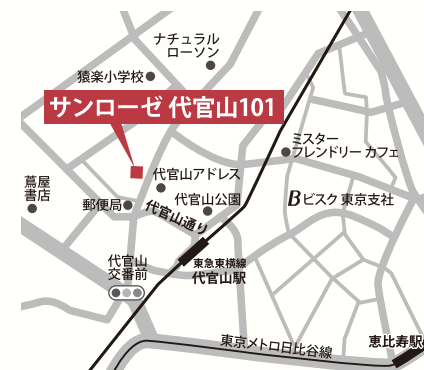 ナチュラル
ローソン
猿楽小学校
サンローゼ 代官山101
ミスター
フレンドリー カフェ
代官山アドレス
蔦屋
書店
郵便局
代官山公園
B ビスク 東京支社
代官山通り
代官山
交番前
東急東横線
代官山駅
東京メトロ日比谷線
恵比寿駅